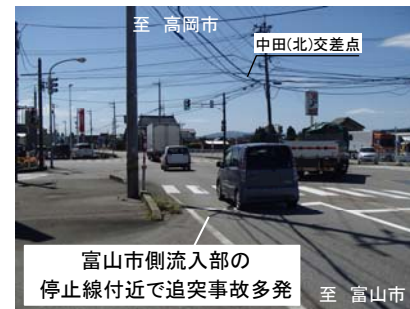 至 高岡市
中田(北)交差点
富山市側流入部の
停止線付近で追突事故多発
至 富山市